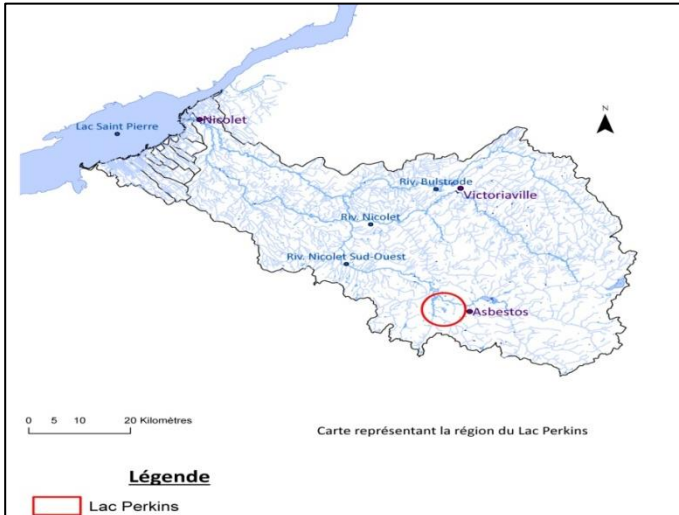 Lac Saint Pierre
Nicolet
N
Riv. Bulstrode
Victoriaville
Riv. Nicolet
Riv. Nicolet Sud-Ouest
Asbestos
0 5 10 20 Kilomètres
Carte représentant la région du Lac Perkins
Légende
Lac Perkins